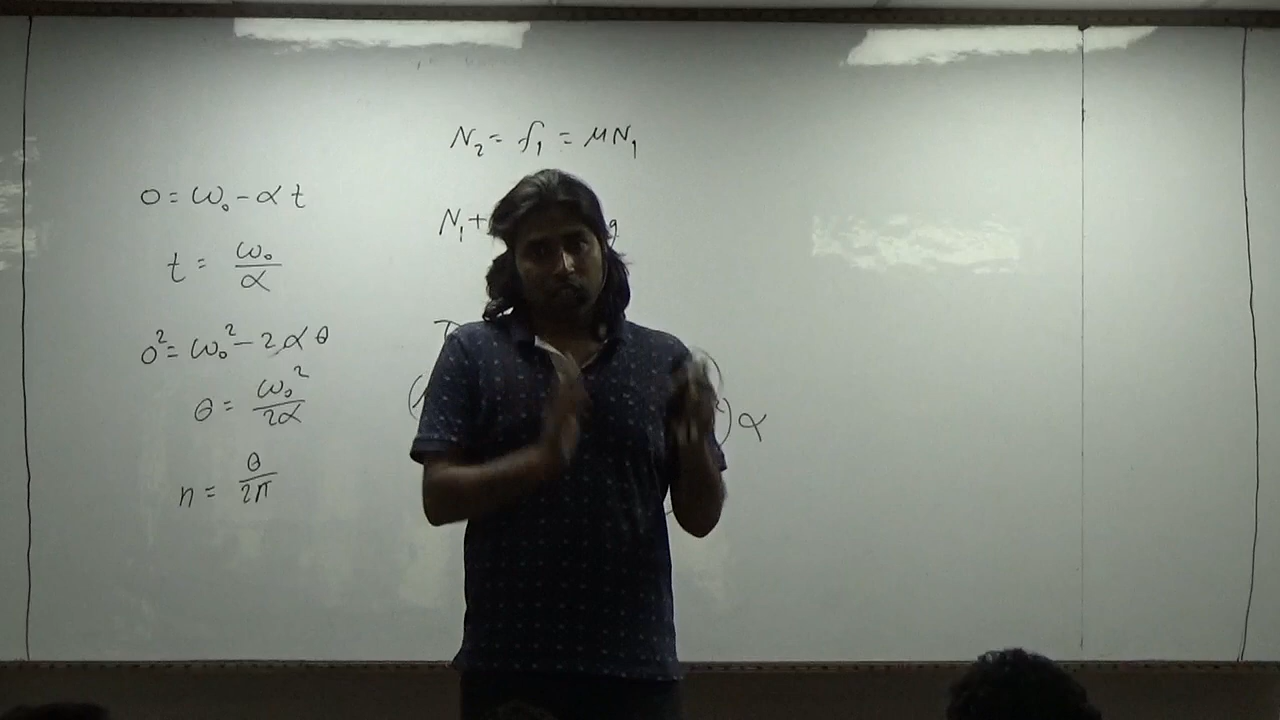 0 = ω₀ - α t
t = ω₀/α
0² = ω₀² - 2αθ
θ = ω₀²/2α
n = θ/2π
N₂ = f₁ = μN₁
N₁ +
g
) α